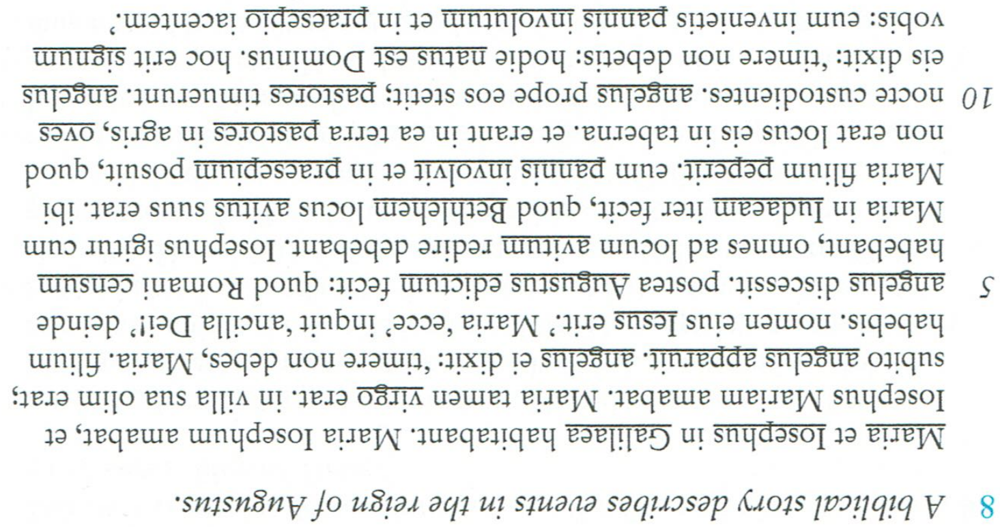 8 A biblical story describes events in the reign of Augustus.
Maria et Iosephus in Galilaea habitabant. Maria Iosephum amabat, et
Iosephus Mariam amabat. Maria tamen virgo erat. in villa sua olim erat;
subito angelus apparuit. angelus ei dixit: ‘timere non debes, Maria. filium
habebis. nomen eius Iesus erit.’ Maria ‘ecce’ inquit ‘ancilla Dei!’ deinde
5 angelus discessit. postea Augustus edictum fecit: quod Romani censum
habebant, omnes ad locum avitum redire debebant. Iosephus igitur cum
Maria in Iudaeam iter fecit, quod Bethlehem locus avitus suus erat. ibi
Maria filium peperit. eum pannis involvit et in praesepium posuit, quod
non erat locus eis in taberna. et erant in ea terra pastores in agris, oves
10 nocte custodientes. angelus prope eos stetit; pastores timuerunt. angelus
eis dixit: ‘timere non debetis: hodie natus est Dominus. hoc erit signum
vobis: eum invenietis pannis involutum et in praesepio iacentem.’